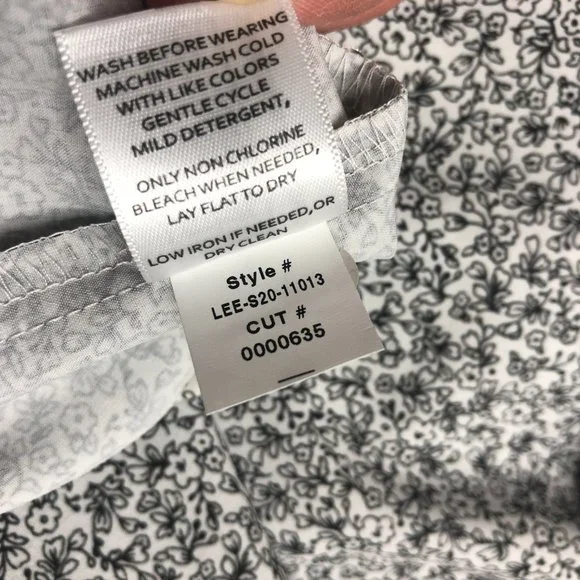 WASH BEFORE WEARING
MACHINE WASH COLD
WITH LIKE COLORS
GENTLE CYCLE
MILD DETERGENT,
ONLY NON CHLORINE
BLEACH WHEN NEEDED,
LAY FLAT TO DRY
LOW IRON IF NEEDED, OR
DRY CLEAN
Style #
LEE-S20-11013
CUT #
0000635